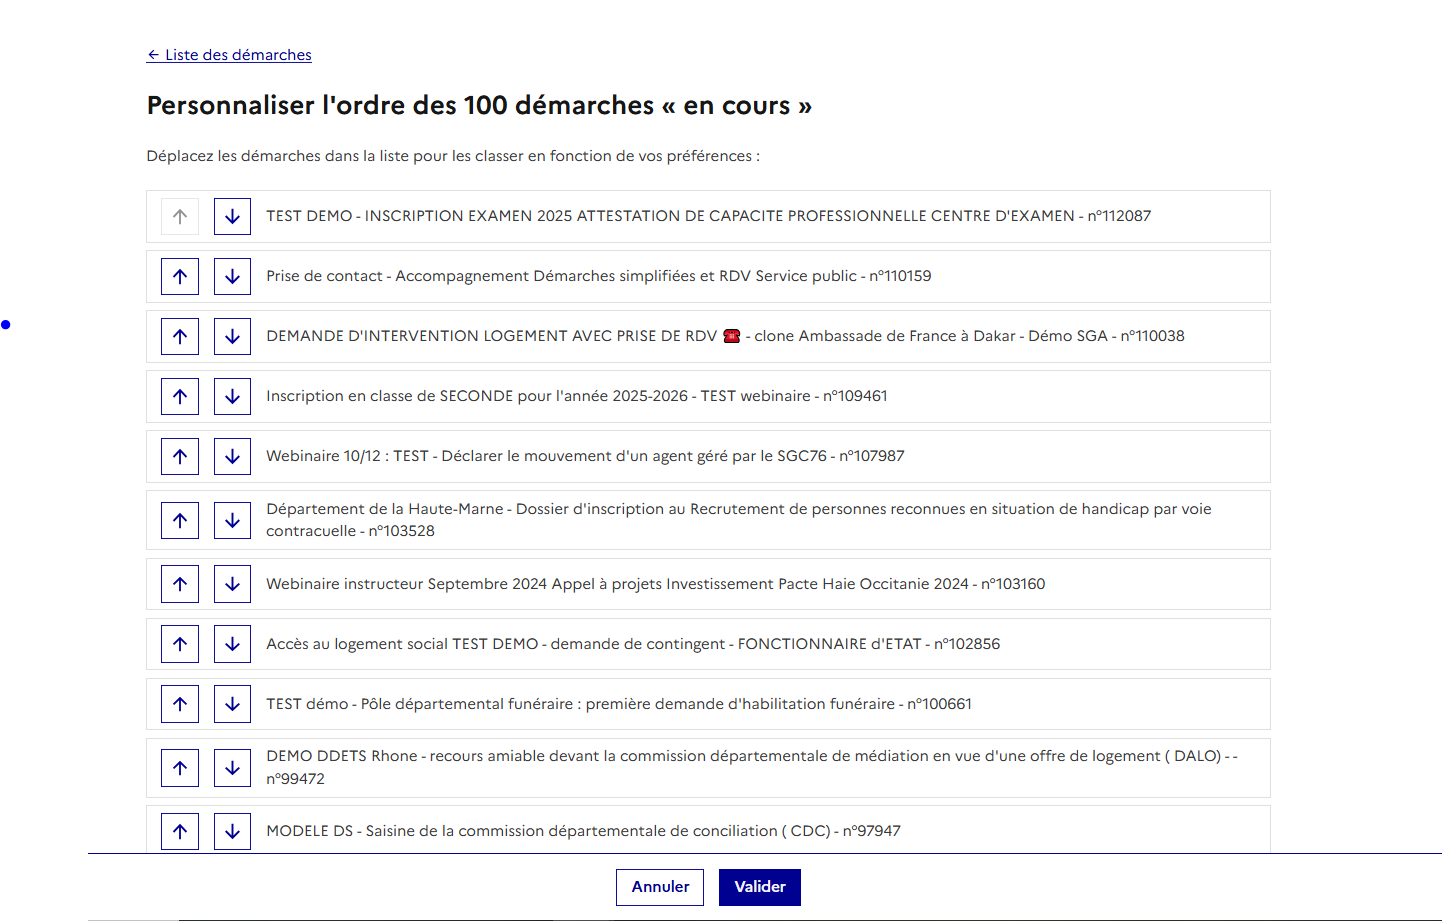 ← Liste des démarches
Personnaliser l'ordre des 100 démarches « en cours »
Déplacez les démarches dans la liste pour les classer en fonction de vos préférences :
TEST DEMO - INSCRIPTION EXAMEN 2025 ATTESTATION DE CAPACITE PROFESSIONNELLE CENTRE D'EXAMEN - n°112087
Prise de contact - Accompagnement Démarches simplifiées et RDV Service public - n°110159
DEMANDE D'INTERVENTION LOGEMENT AVEC PRISE DE RDV ☎️ - clone Ambassade de France à Dakar - Démo SGA - n°110038
Inscription en classe de SECONDE pour l'année 2025-2026 - TEST webinaire - n°109461
Webinaire 10/12 : TEST - Déclarer le mouvement d'un agent géré par le SGC76 - n°107987
Département de la Haute-Marne - Dossier d'inscription au Recrutement de personnes reconnues en situation de handicap par voie
contracuelle - n°103528
Webinaire instructeur Septembre 2024 Appel à projets Investissement Pacte Haie Occitanie 2024 - n°103160
Accès au logement social TEST DEMO - demande de contingent - FONCTIONNAIRE d'ETAT - n°102856
TEST démo - Pôle départemental funéraire : première demande d'habilitation funéraire - n°100661
DEMO DDETS Rhone - recours amiable devant la commission départementale de médiation en vue d'une offre de logement ( DALO) - -
n°99472
MODELE DS - Saisine de la commission départementale de conciliation ( CDC) - n°97947
Annuler
Valider